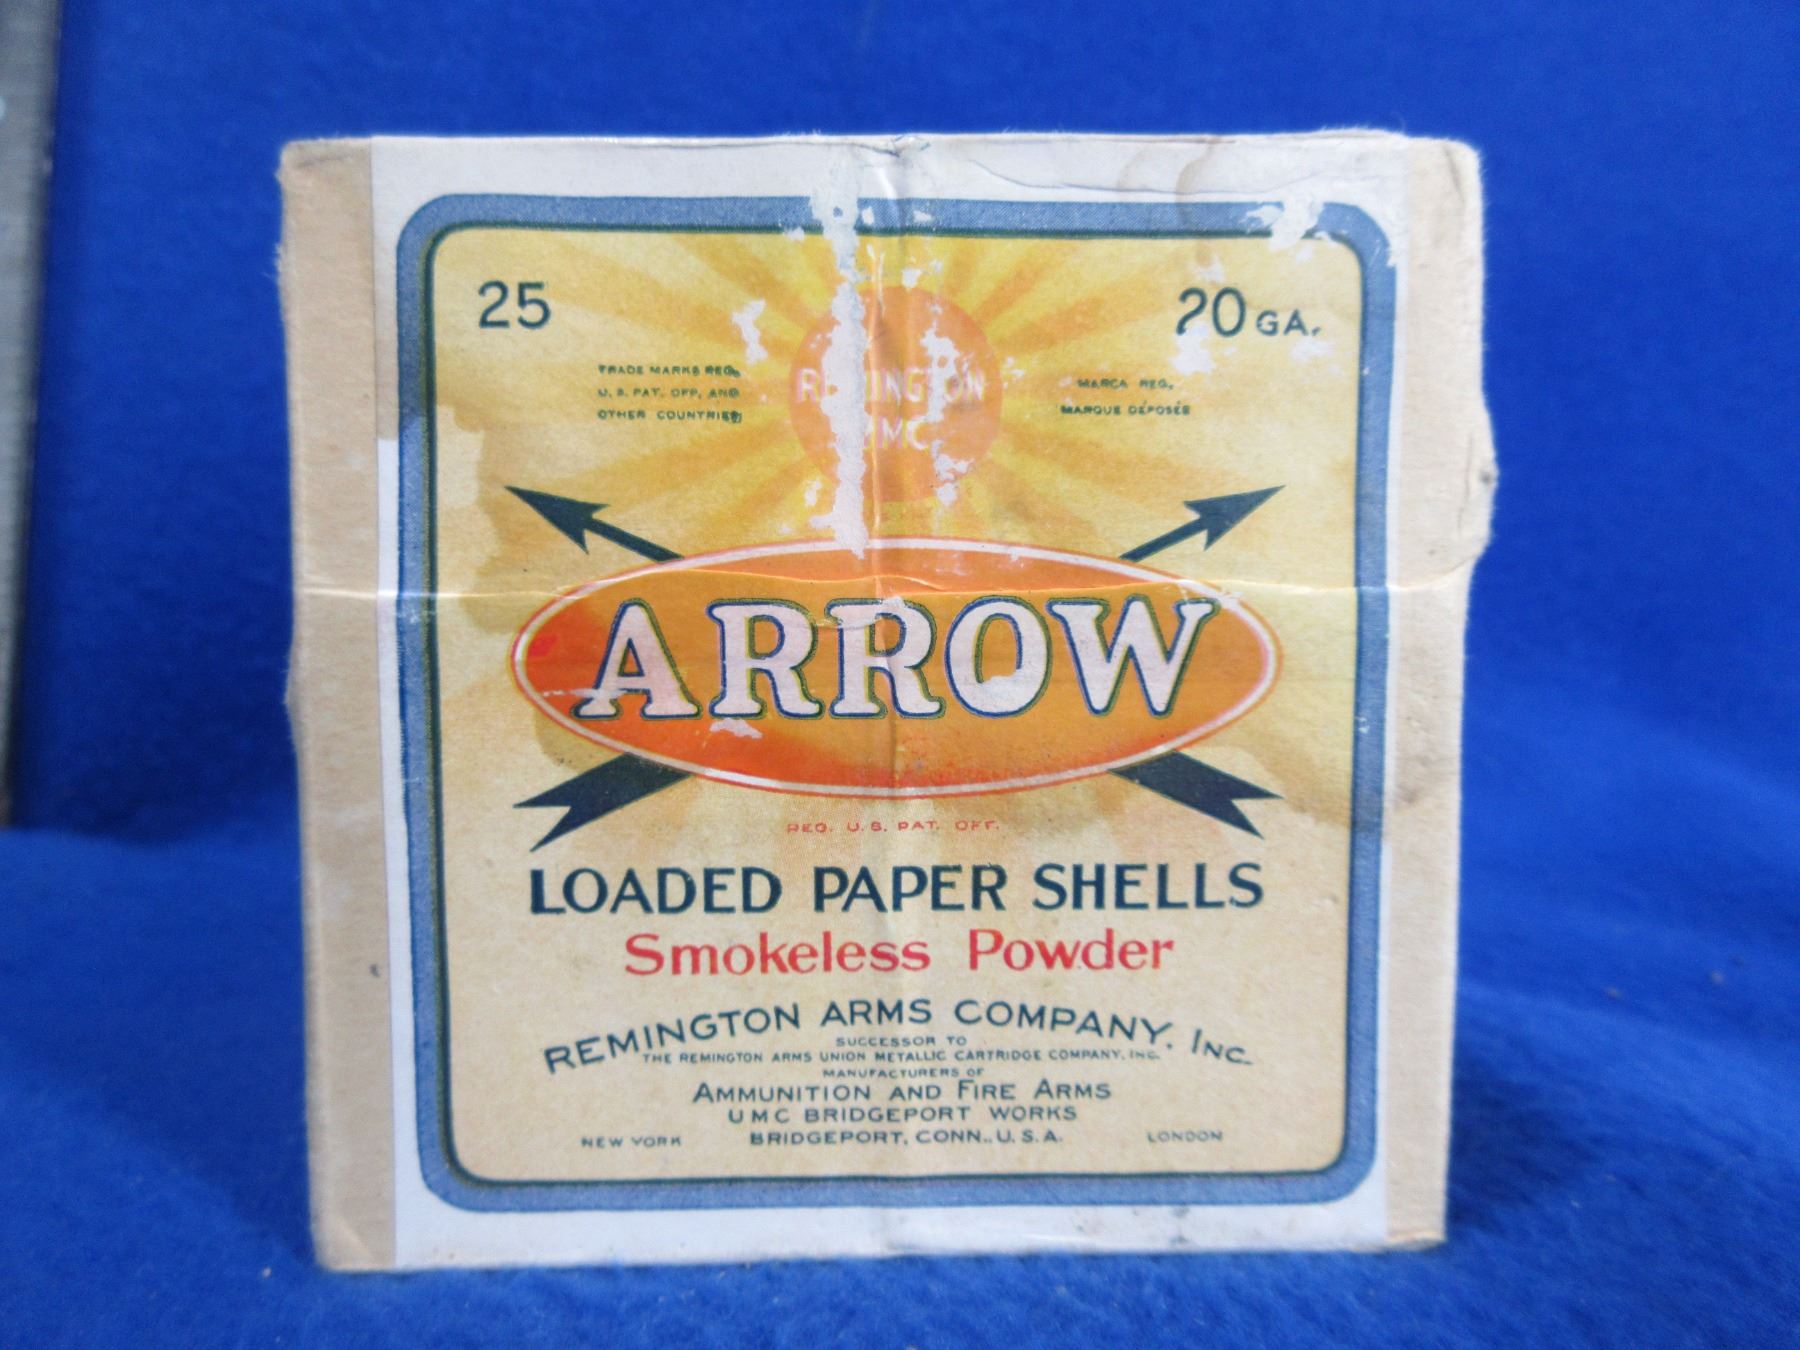 25
20 GA.
TRADE MARKS REG.
U. S. PAT. OFF, AND
OTHER COUNTRIES
MARCA REG.
MARQUE DÉPOSÉE
REMINGTON
UMC
ARROW
REG. U.S. PAT. OFF.
LOADED PAPER SHELLS
Smokeless Powder
REMINGTON ARMS COMPANY, INC.
SUCCESSOR TO
THE REMINGTON ARMS UNION METALLIC CARTRIDGE COMPANY, INC.
MANUFACTURERS OF
AMMUNITION AND FIRE ARMS
UMC BRIDGEPORT WORKS
NEW YORK BRIDGEPORT, CONN., U.S.A. LONDON